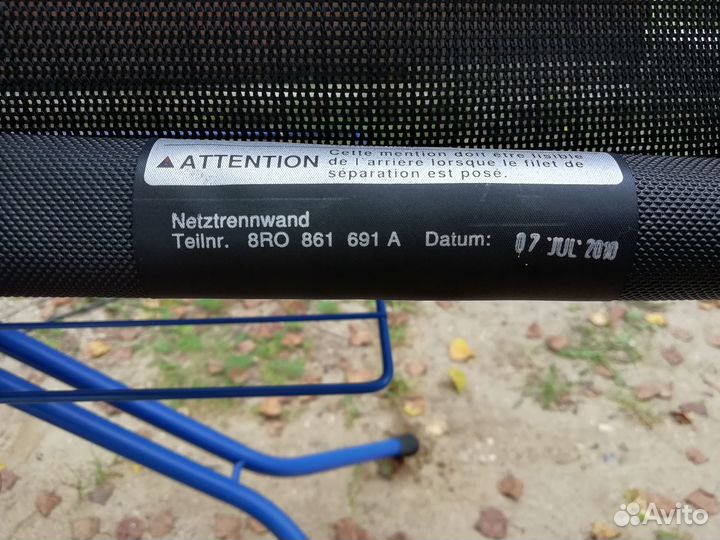 Cette mention doit être lisible
ATTENTION de l'arrière lorsque le filet de
séparation est posé.
Netztrennwand
Teilnr. 8RO 861 691 A Datum: 07 JUL 2010
Avito